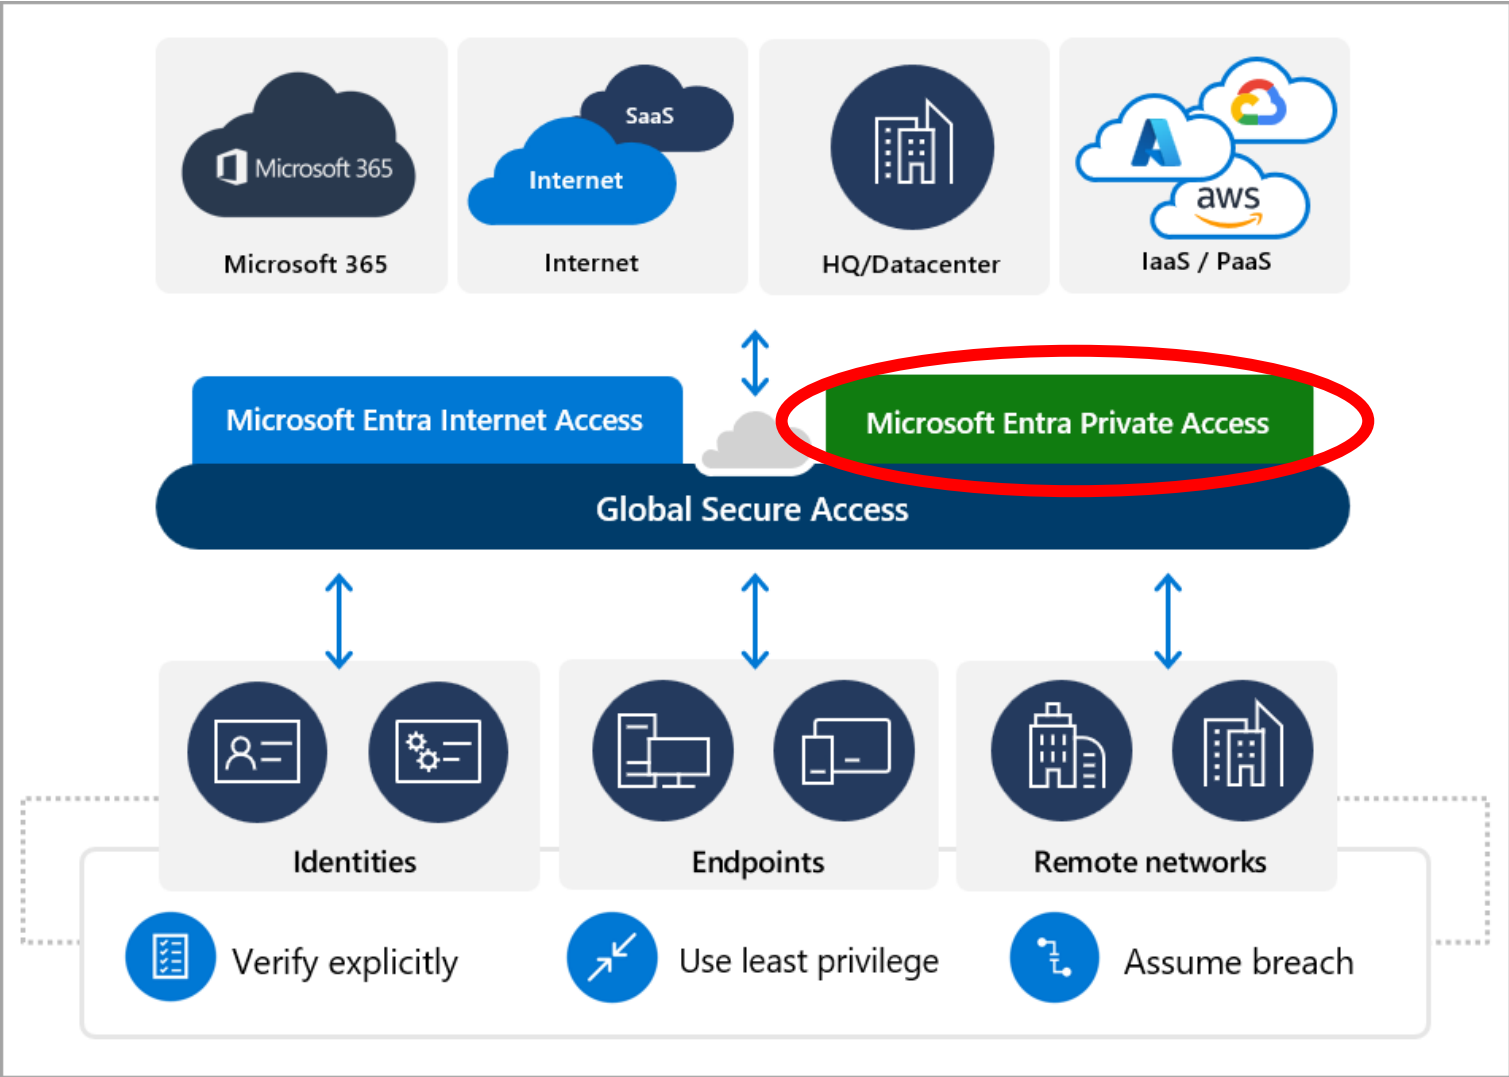 Microsoft 365
SaaS
Internet
aws
Microsoft 365
Internet
HQ/Datacenter
IaaS / PaaS
Microsoft Entra Internet Access
Microsoft Entra Private Access
Global Secure Access
Identities
Endpoints
Remote networks
Verify explicitly
Use least privilege
Assume breach